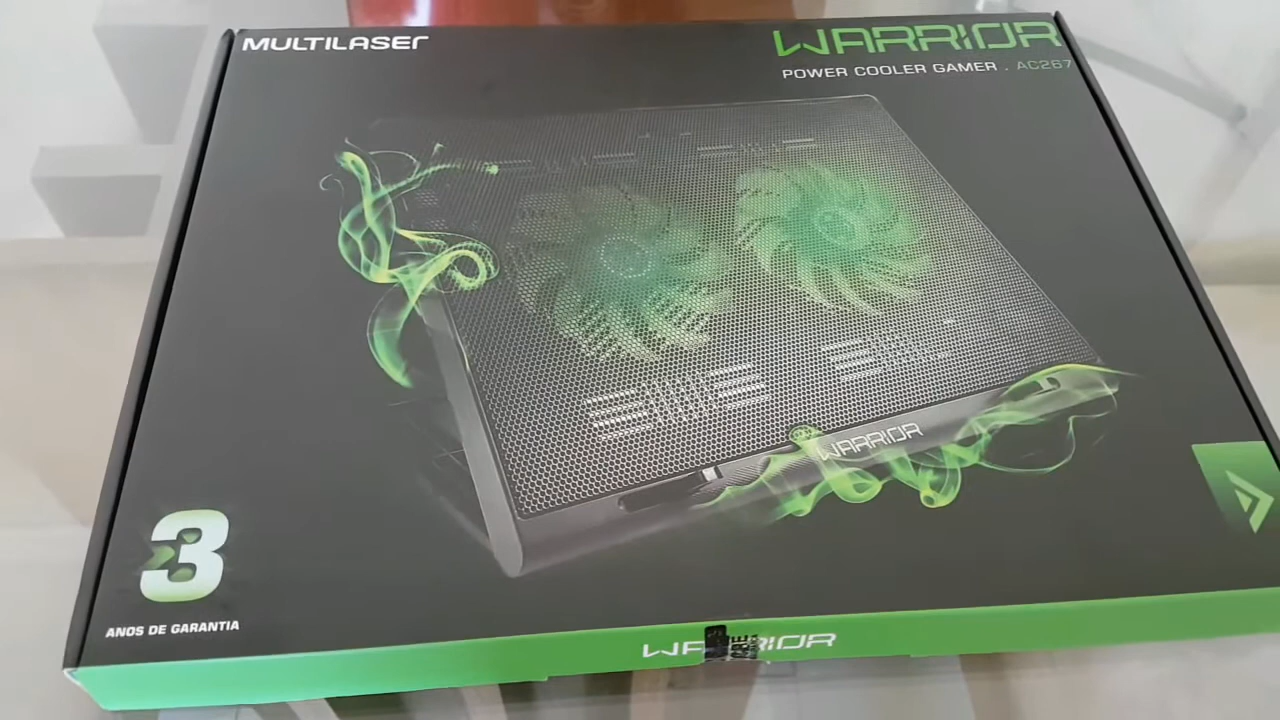 MULTILASER
WARRIOR
POWER COOLER GAMER . AC267
WARRIOR
3
ANOS DE GARANTIA
WARRIOR